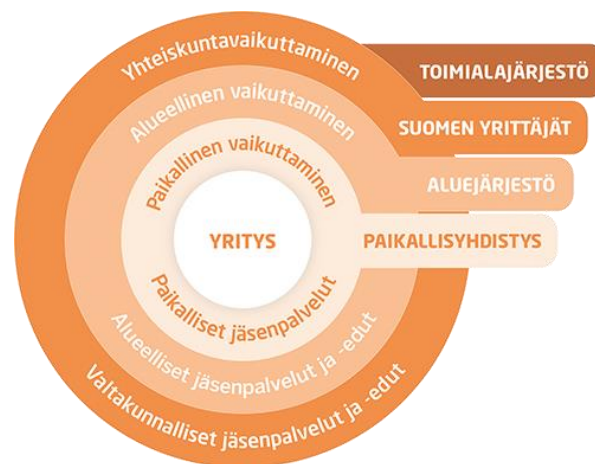 Yhteiskuntavaikuttaminen
TOIMIALAJÄRJESTÖ
Alueellinen vaikuttaminen
SUOMEN YRITTÄJÄT
Paikallinen vaikuttaminen
ALUEJÄRJESTÖ
YRITYS
PAIKALLISYHDISTYS
Paikalliset jäsenpalvelut
Alueelliset jäsenpalvelut ja -edut
Valtakunnalliset jäsenpalvelut ja -edut